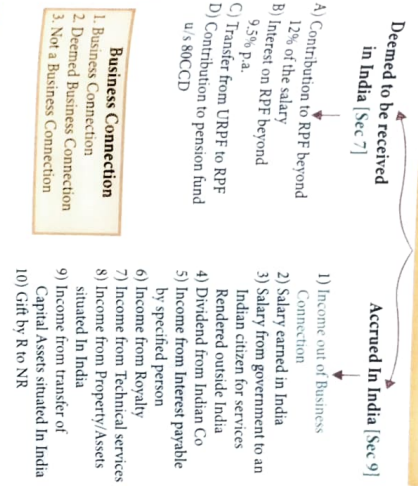 Deemed to be received
in India [Sec 7]
A) Contribution to RPF beyond
12% of the salary
B) Interest on RPF beyond
9.5% p.a.
C) Transfer from URPF to RPF
D) Contribution to pension fund
u/s 80CCD
Business Connection
1. Business Connection
2. Deemed Business Connection
3. Not a Business Connection
Accrued In India [Sec 9]
1) Income out of Business
Connection
2) Salary earned in India
3) Salary from government to an
Indian citizen for services
Rendered outside India
4) Dividend from Indian Co
5) Income from Interest payable
by specified person
6) Income from Royalty
7) Income from Technical services
8) Income from Property/Assets
situated In India
9) Income from transfer of
Capital Assets situated In India
10) Gift by R to NR